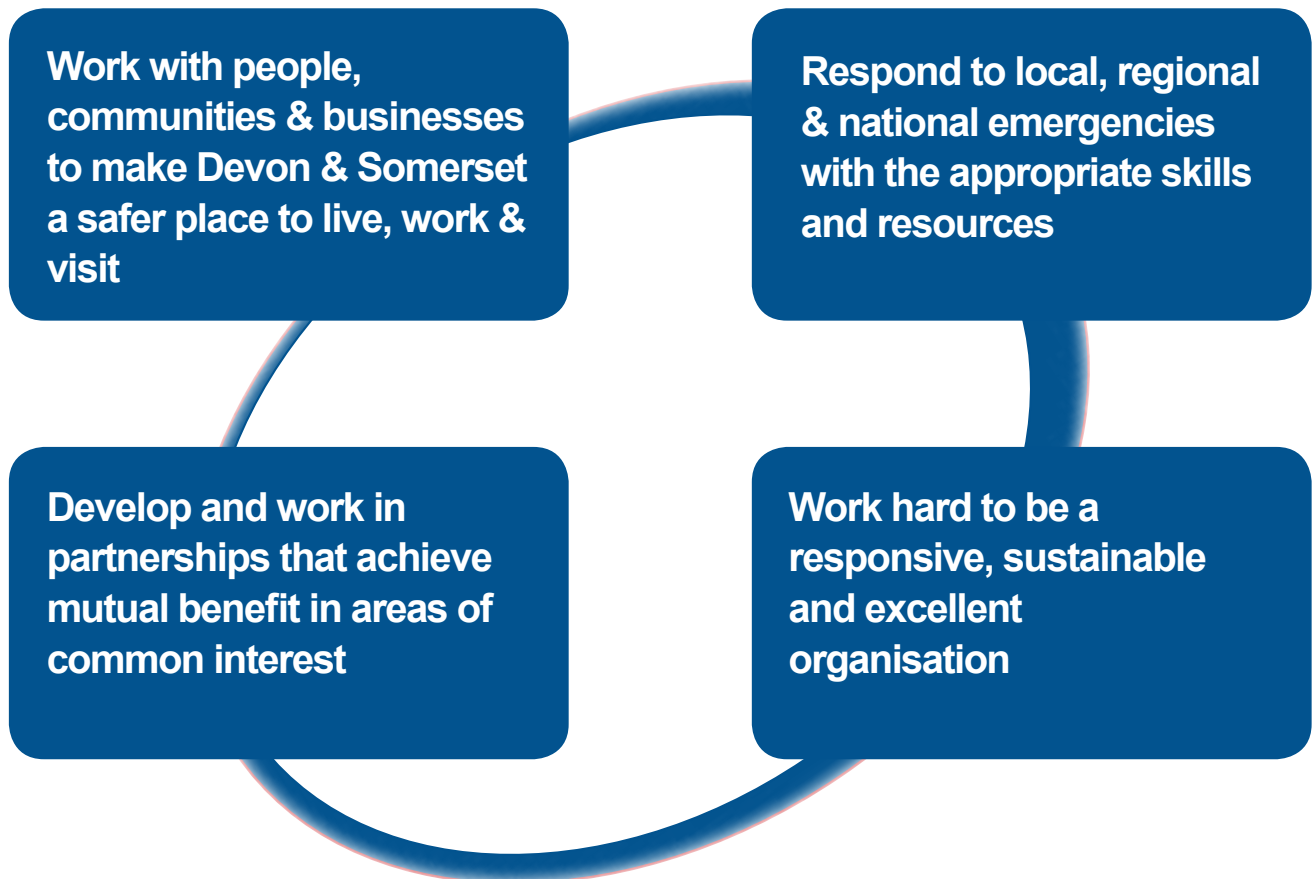 Work with people,
communities & businesses
to make Devon & Somerset
a safer place to live, work &
visit
Respond to local, regional
& national emergencies
with the appropriate skills
and resources
Develop and work in
partnerships that achieve
mutual benefit in areas of
common interest
Work hard to be a
responsive, sustainable
and excellent
organisation